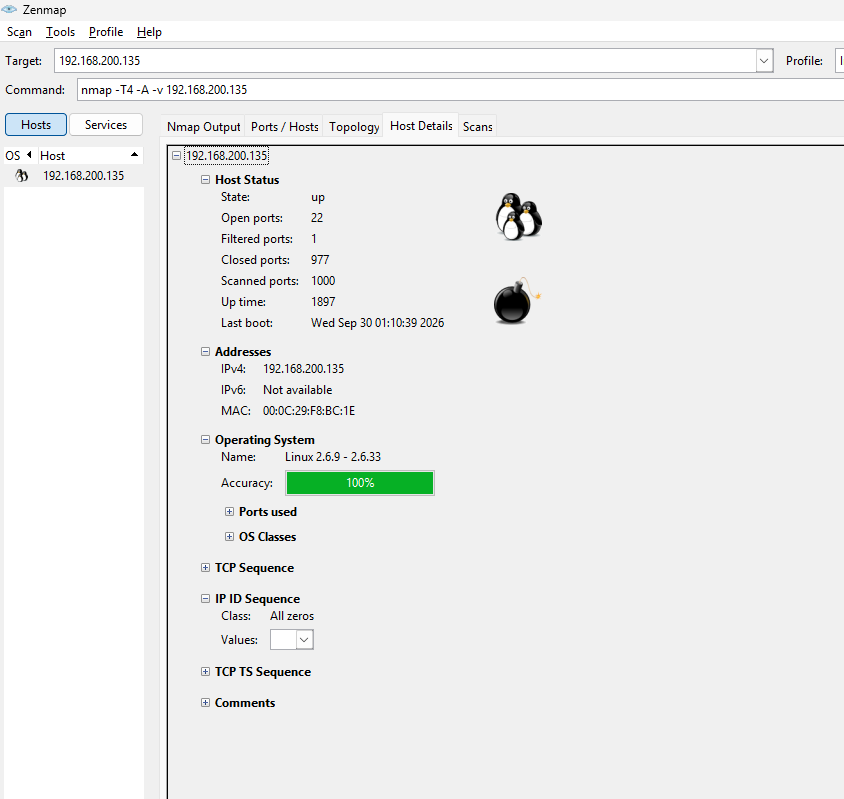 Zenmap
Scan Tools Profile Help
Target: 192.168.200.135 Profile:
Command: nmap -T4 -A -v 192.168.200.135
Hosts Services
Nmap Output Ports / Hosts Topology Host Details Scans
OS Host
192.168.200.135
192.168.200.135
Host Status
State: up
Open ports: 22
Filtered ports: 1
Closed ports: 977
Scanned ports: 1000
Up time: 1897
Last boot: Wed Sep 30 01:10:39 2026
Addresses
IPv4: 192.168.200.135
IPv6: Not available
MAC: 00:0C:29:F8:BC:1E
Operating System
Name: Linux 2.6.9 - 2.6.33
Accuracy: 100%
Ports used
OS Classes
TCP Sequence
IP ID Sequence
Class: All zeros
Values:
TCP TS Sequence
Comments